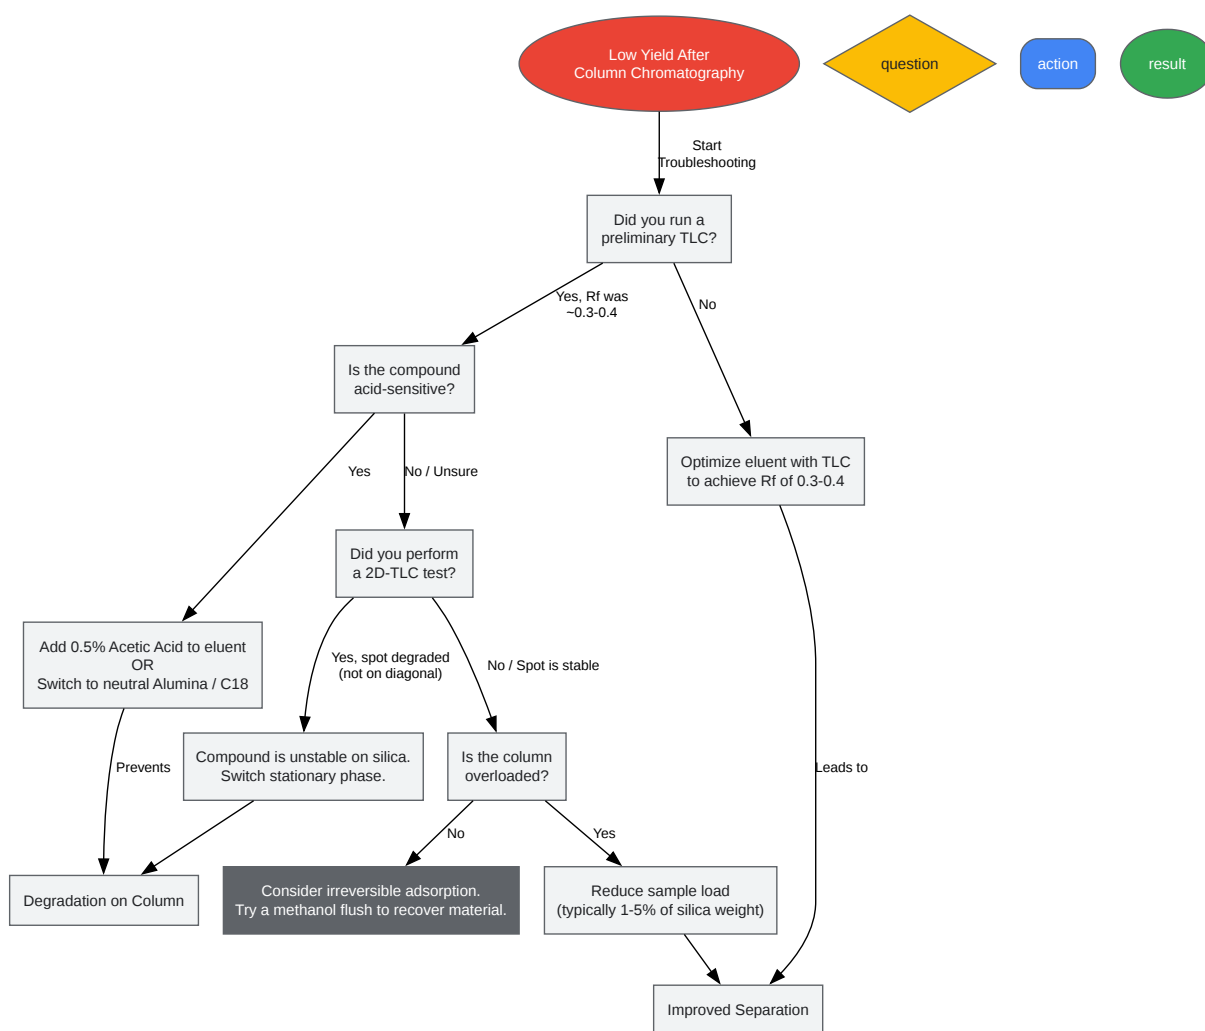 Low Yield After
Column Chromatography
question
action
result
Start
Troubleshooting
Did you run a
preliminary TLC?
Yes, Rf was
~0.3-0.4
No
Is the compound
acid-sensitive?
Optimize eluent with TLC
to achieve Rf of 0.3-0.4
Yes
No / Unsure
Did you perform
a 2D-TLC test?
Add 0.5% Acetic Acid to eluent
OR
Switch to neutral Alumina / C18
Yes, spot degraded
(not on diagonal)
No / Spot is stable
Compound is unstable on silica.
Switch stationary phase.
Is the column
overloaded?
Prevents
Leads to
No
Yes
Degradation on Column
Consider irreversible adsorption.
Try a methanol flush to recover material.
Reduce sample load
(typically 1-5% of silica weight)
Improved Separation